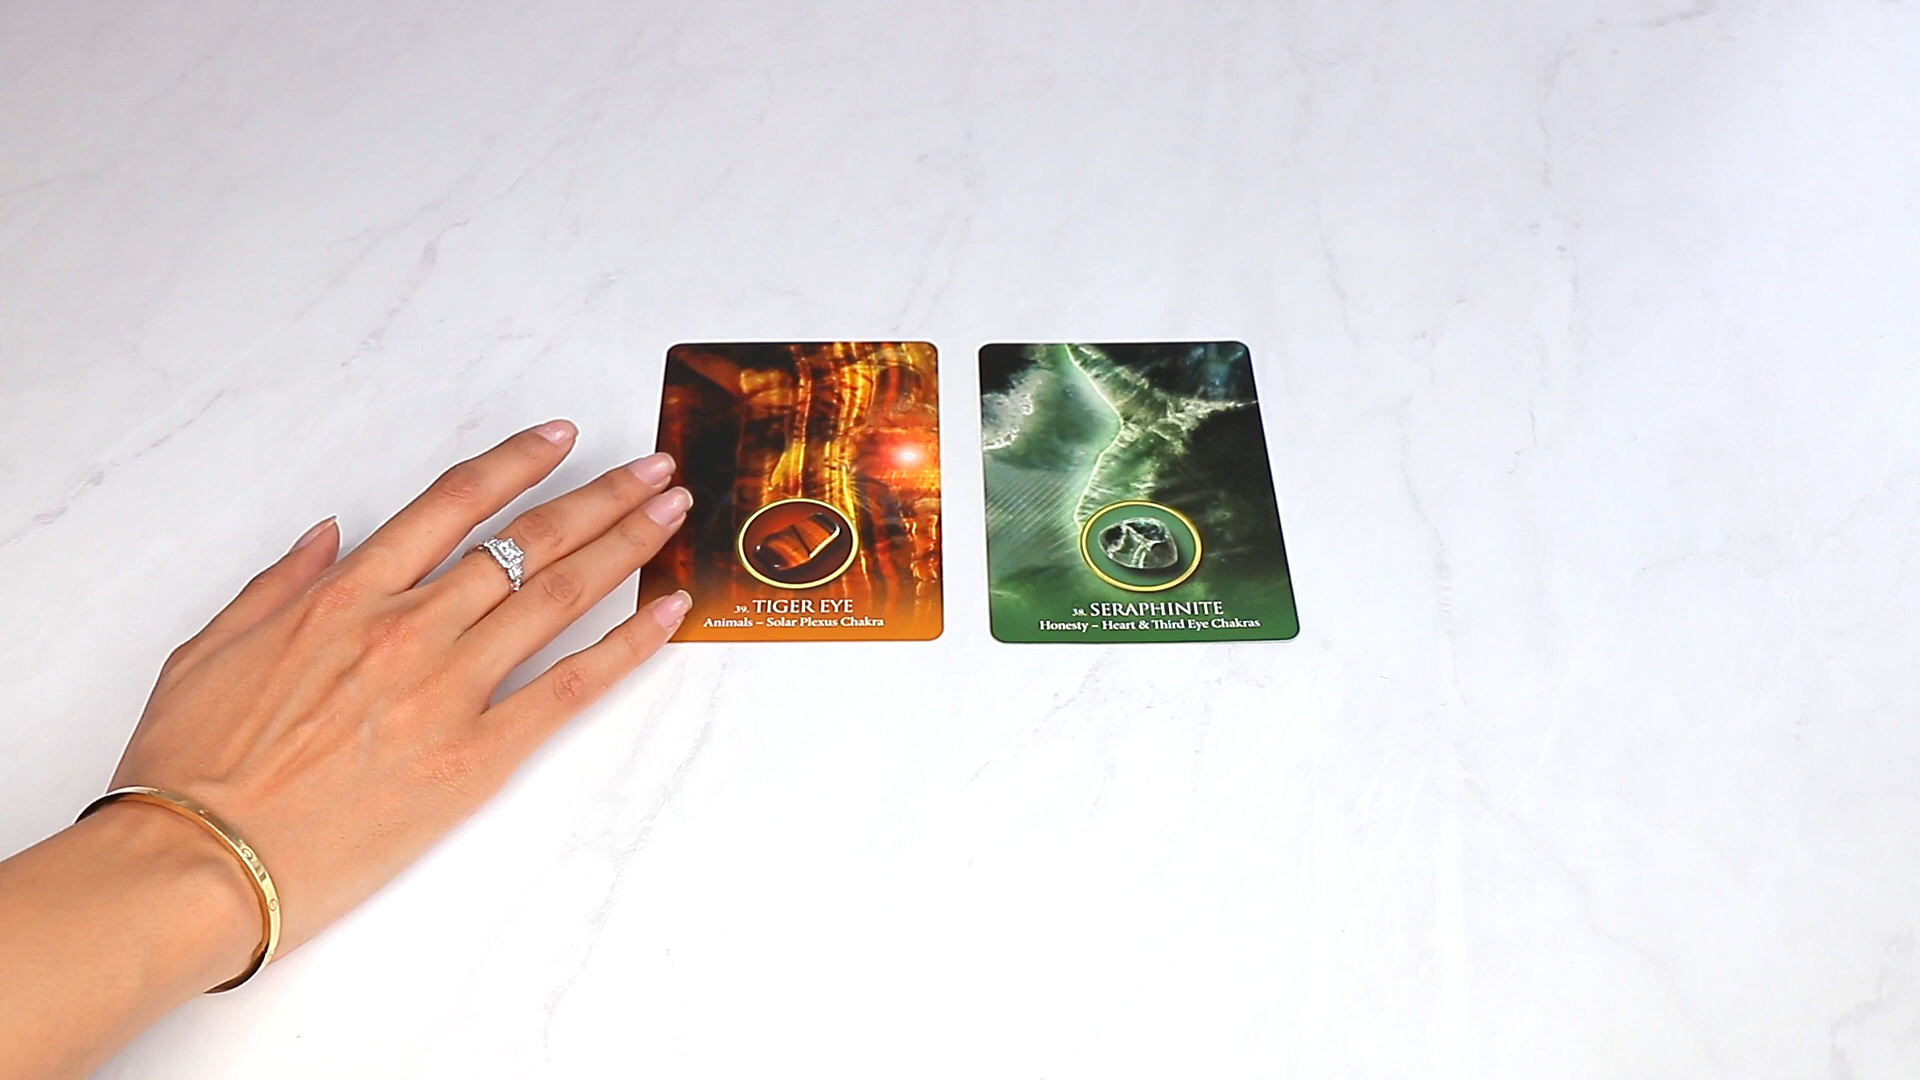 39. TIGER EYE
Animals – Solar Plexus Chakra
38. SERAPHINITE
Honesty – Heart & Third Eye Chakras